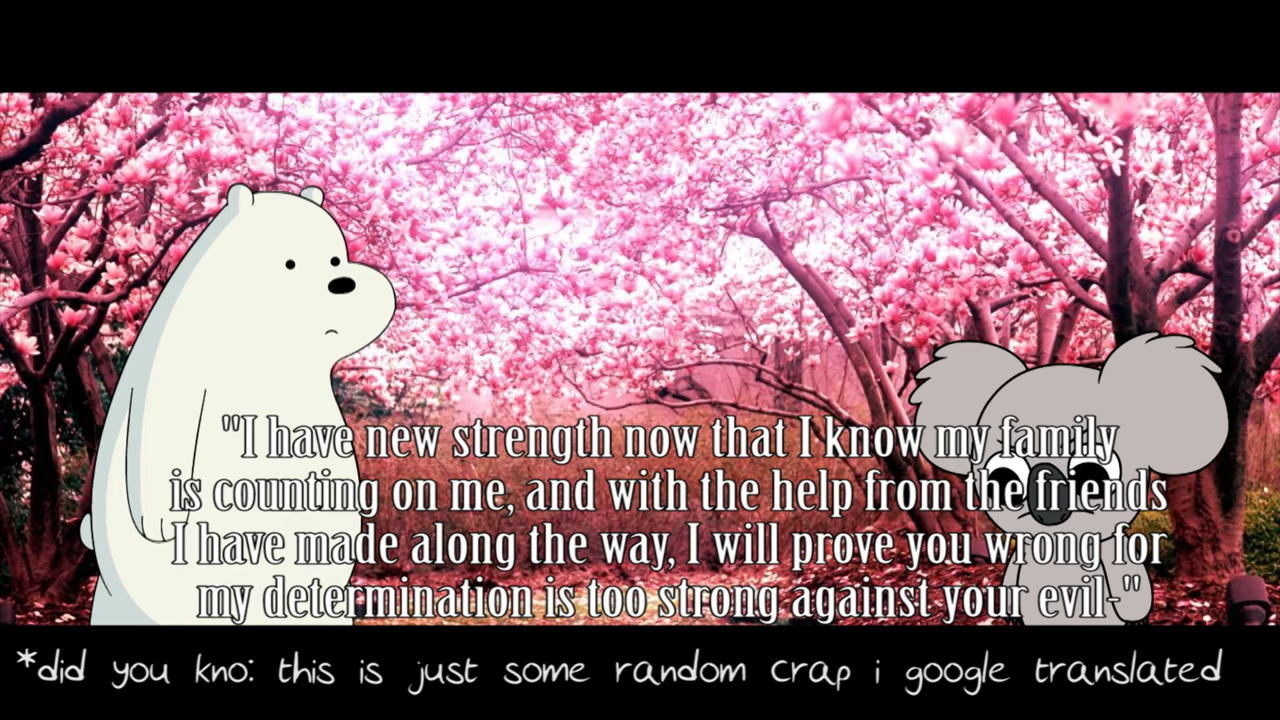 "I have new strength now that I know my family
is counting on me, and with the help from the friends
I have made along the way, I will prove you wrong for
my determination is too strong against your evil-"
*did you kno: this is just some random crap i google translated